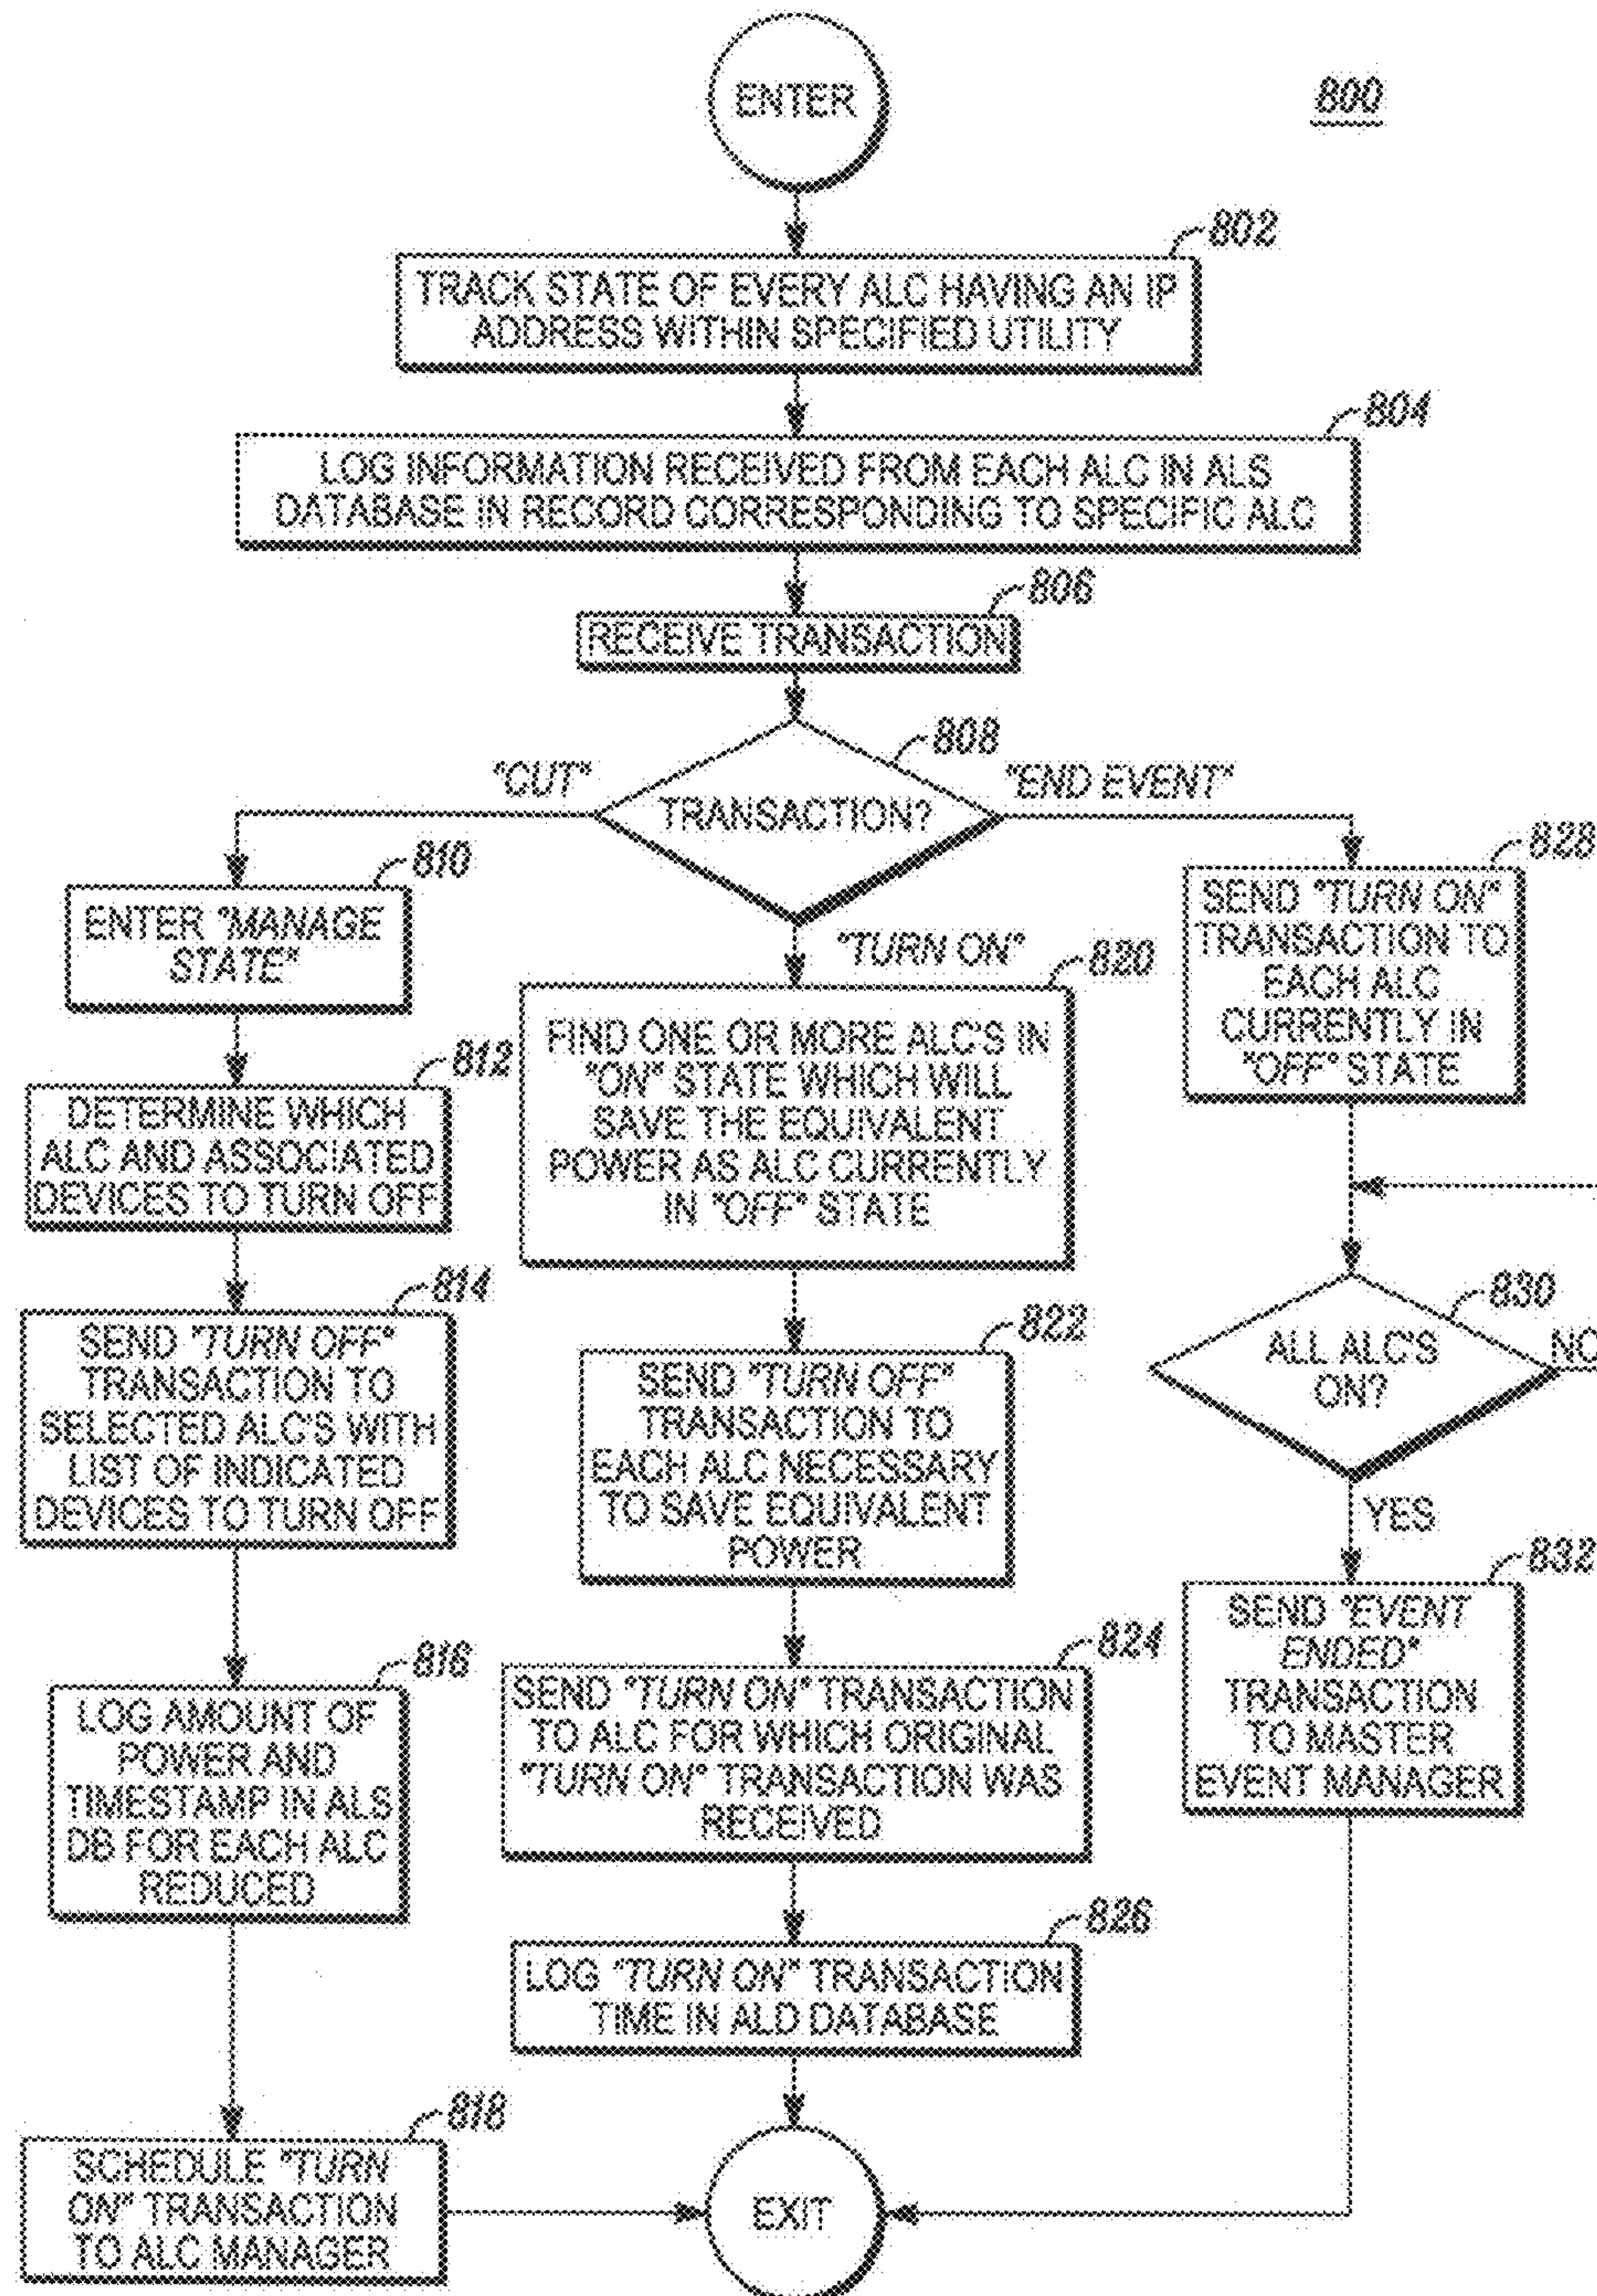 800
ENTER
802
TRACK STATE OF EVERY ALC HAVING AN IP
ADDRESS WITHIN SPECIFIED UTILITY
804
LOG INFORMATION RECEIVED FROM EACH ALC IN ALS
DATABASE IN RECORD CORRESPONDING TO SPECIFIC ALC
806
RECEIVE TRANSACTION
808
TRANSACTION?
"CUT"
810
ENTER "MANAGE
STATE"
812
DETERMINE WHICH
ALC AND ASSOCIATED
DEVICES TO TURN OFF
814
SEND "TURN OFF"
TRANSACTION TO
SELECTED ALC'S WITH
LIST OF INDICATED
DEVICES TO TURN OFF
816
LOG AMOUNT OF
POWER AND
TIMESTAMP IN ALS
DB FOR EACH ALC
REDUCED
818
SCHEDULE "TURN
ON" TRANSACTION
TO ALC MANAGER
"TURN ON"
820
FIND ONE OR MORE ALC'S IN
"ON" STATE WHICH WILL
SAVE THE EQUIVALENT
POWER AS ALC CURRENTLY
IN "OFF" STATE
822
SEND "TURN OFF"
TRANSACTION TO
EACH ALC NECESSARY
TO SAVE EQUIVALENT
POWER
824
SEND "TURN ON" TRANSACTION
TO ALC FOR WHICH ORIGINAL
"TURN ON" TRANSACTION WAS
RECEIVED
826
LOG "TURN ON" TRANSACTION
TIME IN ALD DATABASE
EXIT
"END EVENT"
828
SEND "TURN ON"
TRANSACTION TO
EACH ALC
CURRENTLY IN
"OFF" STATE
830
ALL ALC'S
ON?
NO
YES
832
SEND "EVENT
ENDED"
TRANSACTION
TO MASTER
EVENT MANAGER